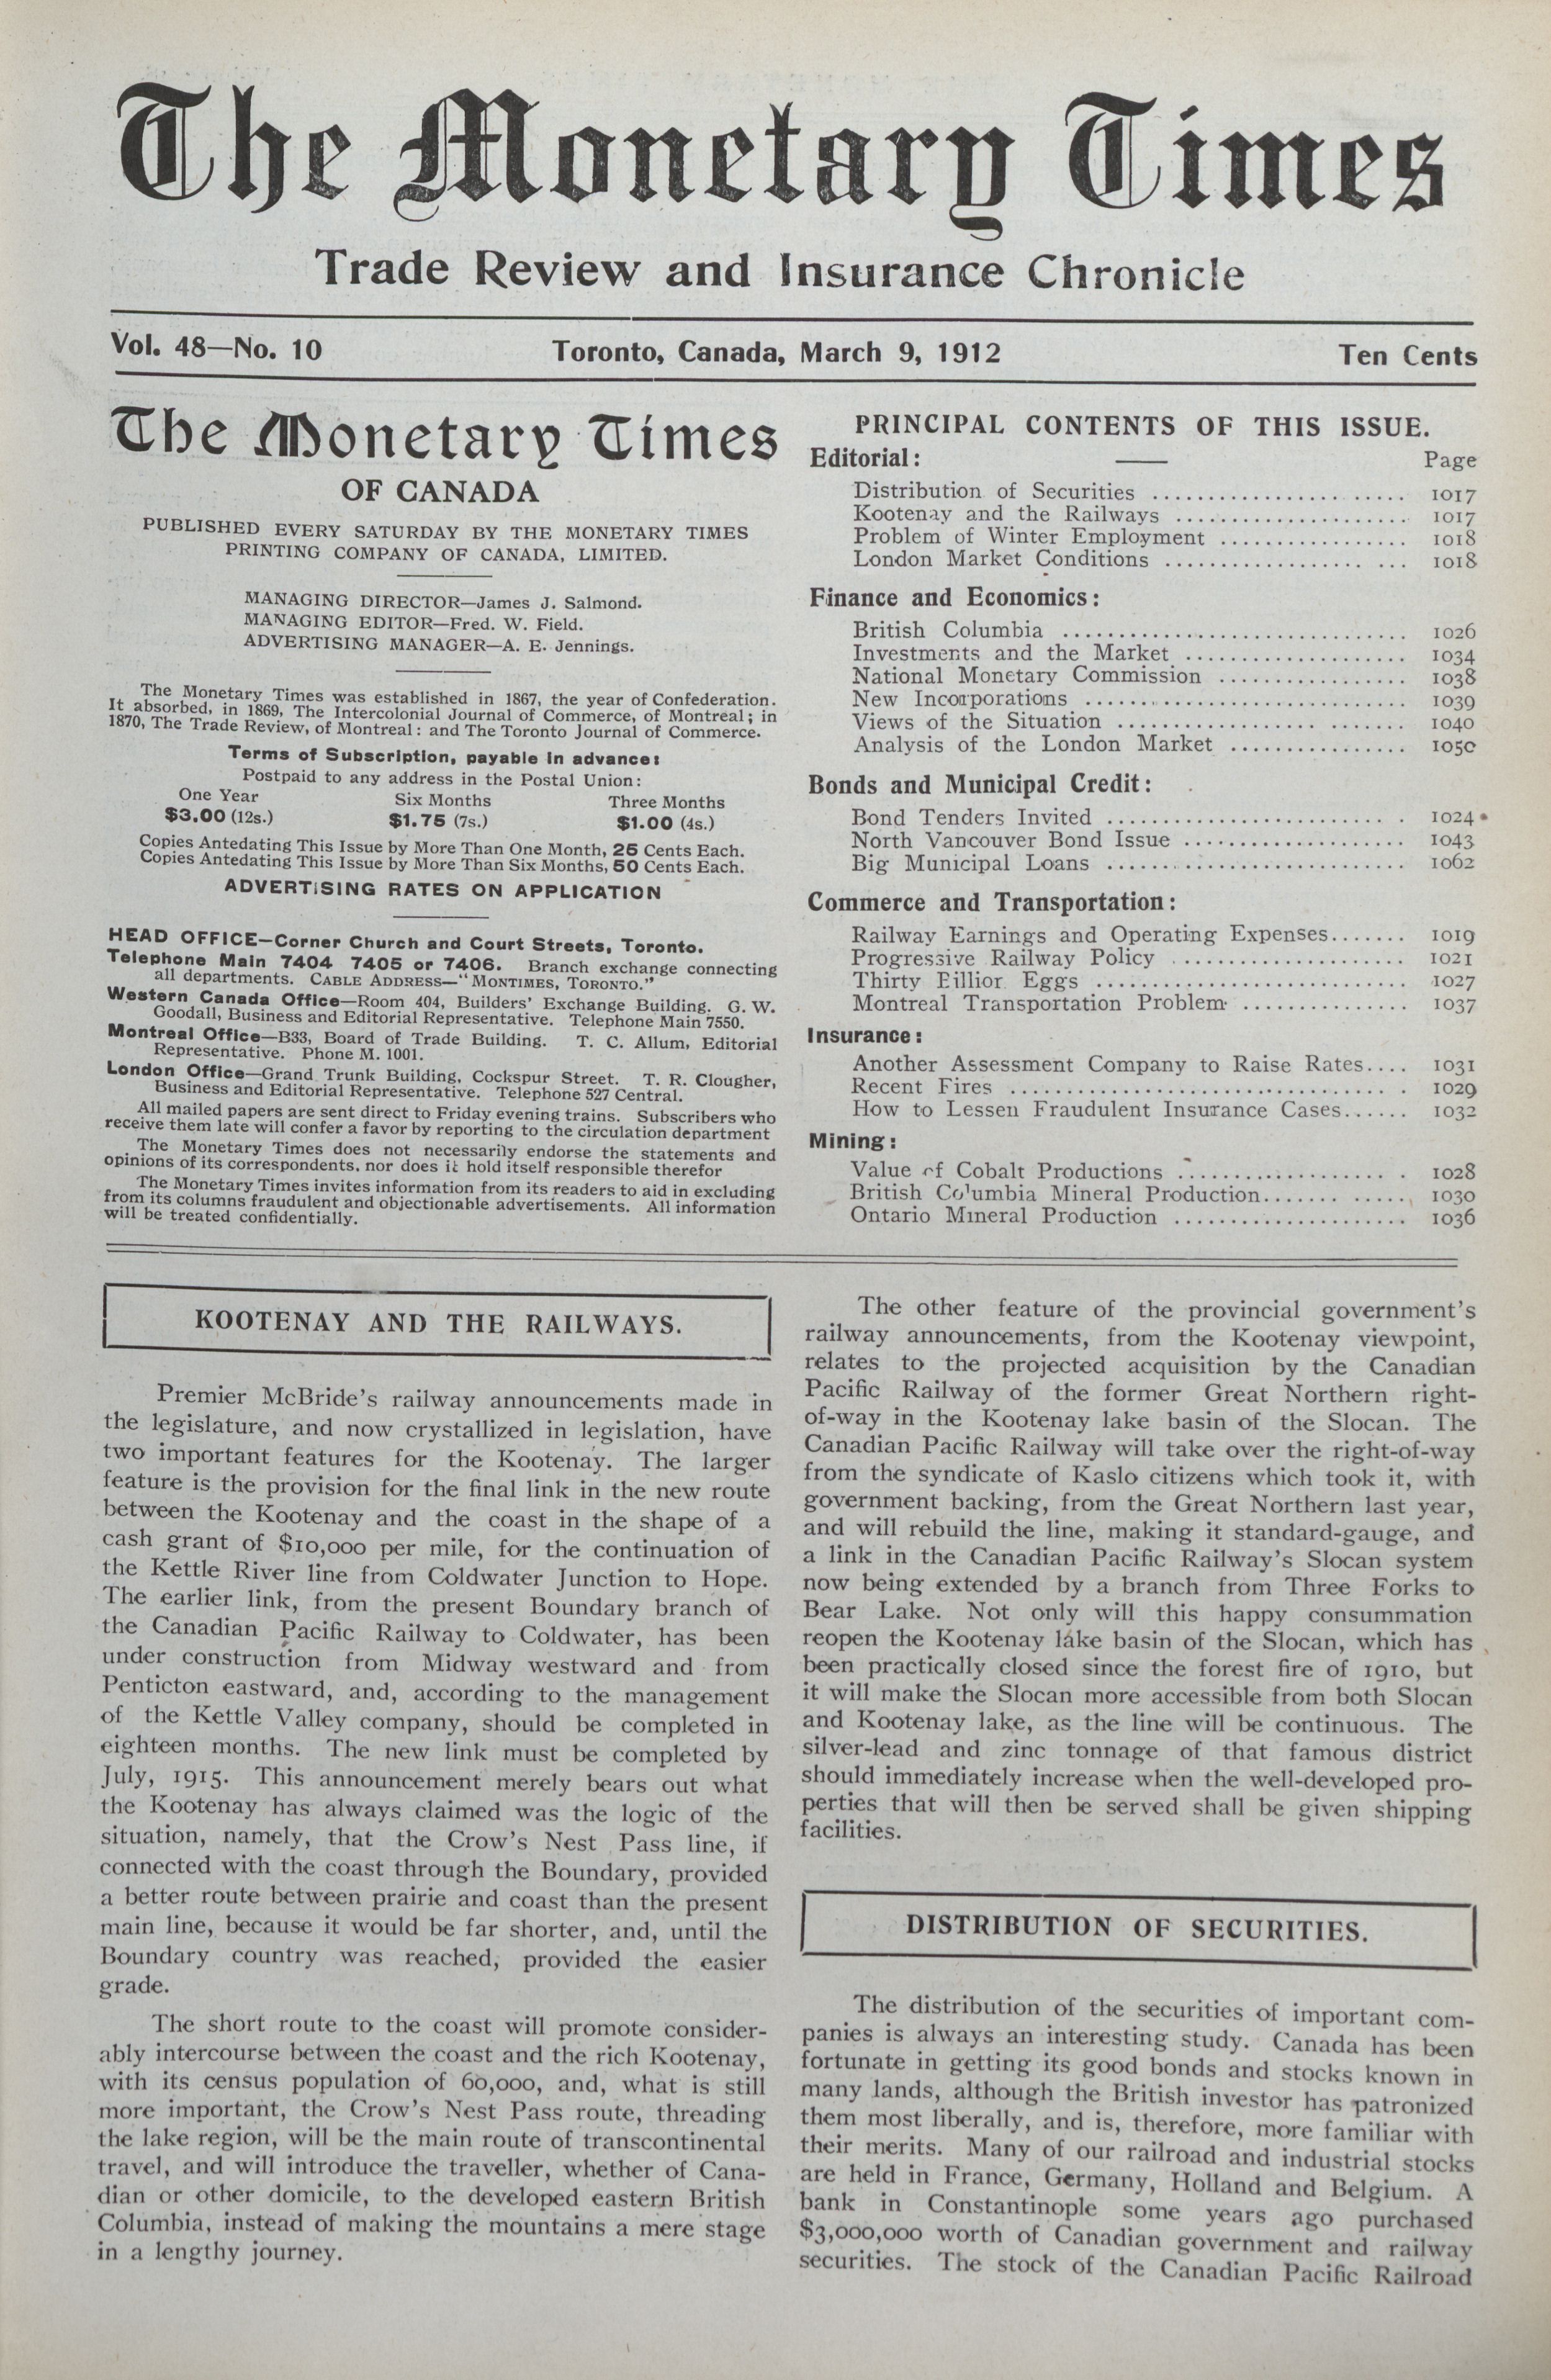 The Monetary Times
Trade Review and Insurance Chronicle
Vol. 48—No. 10 Toronto, Canada, March 9, 1912 Ten Cents
The Monetary Times
OF CANADA
PUBLISHED EVERY SATURDAY BY THE MONETARY TIMES
PRINTING COMPANY OF CANADA, LIMITED.
MANAGING DIRECTOR—James J. Salmond.
MANAGING EDITOR—Fred. W. Field.
ADVERTISING MANAGER—A. E. Jennings.
The Monetary Times was established in 1867, the year of Confederation.
It absorbed, in 1869, The Intercolonial Journal of Commerce, of Montreal; in
1870, The Trade Review, of Montreal: and The Toronto Journal of Commerce.
Terms of Subscription, payable in advance:
Postpaid to any address in the Postal Union:
One Year Six Months Three Months
$3.00 (12s.) $1.75 (7s.) $1.00 (4s.)
Copies Antedating This Issue by More Than One Month, 25 Cents Each.
Copies Antedating This Issue by More Than Six Months, 50 Cents Each.
ADVERTISING RATES ON APPLICATION
HEAD OFFICE—Corner Church and Court Streets, Toronto.
Telephone Main 7404 7405 or 7406. Branch exchange connecting
all departments. CABLE ADDRESS—"MONTIMES, TORONTO."
Western Canada Office—Room 404, Builders' Exchange Building. G. W.
Goodall, Business and Editorial Representative. Telephone Main 7550.
Montreal Office—B33, Board of Trade Building. T. C. Allum, Editorial
Representative. Phone M. 1001.
London Office—Grand Trunk Building, Cockspur Street. T. R. Clougher,
Business and Editorial Representative. Telephone 527 Central.
All mailed papers are sent direct to Friday evening trains. Subscribers who
receive them late will confer a favor by reporting to the circulation department
The Monetary Times does not necessarily endorse the statements and
opinions of its correspondents, nor does it hold itself responsible therefor
The Monetary Times invites information from its readers to aid in excluding
from its columns fraudulent and objectionable advertisements. All information
will be treated confidentially.
PRINCIPAL CONTENTS OF THIS ISSUE.
Editorial: Page
Distribution of Securities ...................... 1017
Kootenay and the Railways .................... 1017
Problem of Winter Employment ................ 1018
London Market Conditions ..................... 1018
Finance and Economics:
British Columbia .............................. 1026
Investments and the Market ................... 1034
National Monetary Commission ................ 1038
New Incorporations ............................ 1039
Views of the Situation ......................... 1040
Analysis of the London Market ................ 1050
Bonds and Municipal Credit:
Bond Tenders Invited .......................... 1024
North Vancouver Bond Issue ................... 1043
Big Municipal Loans .......................... 1062
Commerce and Transportation:
Railway Earnings and Operating Expenses....... 1019
Progressive Railway Policy .................... 1021
Thirty Billion Eggs ........................... 1027
Montreal Transportation Problem ............... 1037
Insurance:
Another Assessment Company to Raise Rates.... 1031
Recent Fires .................................. 1029
How to Lessen Fraudulent Insurance Cases...... 1032
Mining:
Value of Cobalt Productions .................... 1028
British Columbia Mineral Production............ 1030
Ontario Mineral Production .................... 1036
KOOTENAY AND THE RAILWAYS.
Premier McBride's railway announcements made in
the legislature, and now crystallized in legislation, have
two important features for the Kootenay. The larger
feature is the provision for the final link in the new route
between the Kootenay and the coast in the shape of a
cash grant of $10,000 per mile, for the continuation of
the Kettle River line from Coldwater Junction to Hope.
The earlier link, from the present Boundary branch of
the Canadian Pacific Railway to Coldwater, has been
under construction from Midway westward and from
Penticton eastward, and, according to the management
of the Kettle Valley company, should be completed in
eighteen months. The new link must be completed by
July, 1915. This announcement merely bears out what
the Kootenay has always claimed was the logic of the
situation, namely, that the Crow's Nest Pass line, if
connected with the coast through the Boundary, provided
a better route between prairie and coast than the present
main line, because it would be far shorter, and, until the
Boundary country was reached, provided the easier
grade.
The short route to the coast will promote consider-
ably intercourse between the coast and the rich Kootenay,
with its census population of 60,000, and, what is still
more important, the Crow's Nest Pass route, threading
the lake region, will be the main route of transcontinental
travel, and will introduce the traveller, whether of Cana-
dian or other domicile, to the developed eastern British
Columbia, instead of making the mountains a mere stage
in a lengthy journey.
The other feature of the provincial government's
railway announcements, from the Kootenay viewpoint,
relates to the projected acquisition by the Canadian
Pacific Railway of the former Great Northern right-
of-way in the Kootenay lake basin of the Slocan. The
Canadian Pacific Railway will take over the right-of-way
from the syndicate of Kaslo citizens which took it, with
government backing, from the Great Northern last year,
and will rebuild the line, making it standard-gauge, and
a link in the Canadian Pacific Railway's Slocan system
now being extended by a branch from Three Forks to
Bear Lake. Not only will this happy consummation
reopen the Kootenay lake basin of the Slocan, which has
been practically closed since the forest fire of 1910, but
it will make the Slocan more accessible from both Slocan
and Kootenay lake, as the line will be continuous. The
silver-lead and zinc tonnage of that famous district
should immediately increase when the well-developed pro-
perties that will then be served shall be given shipping
facilities.
DISTRIBUTION OF SECURITIES.
The distribution of the securities of important com-
panies is always an interesting study. Canada has been
fortunate in getting its good bonds and stocks known in
many lands, although the British investor has patronized
them most liberally, and is, therefore, more familiar with
their merits. Many of our railroad and industrial stocks
are held in France, Germany, Holland and Belgium. A
bank in Constantinople some years ago purchased
$3,000,000 worth of Canadian government and railway
securities. The stock of the Canadian Pacific Railroad